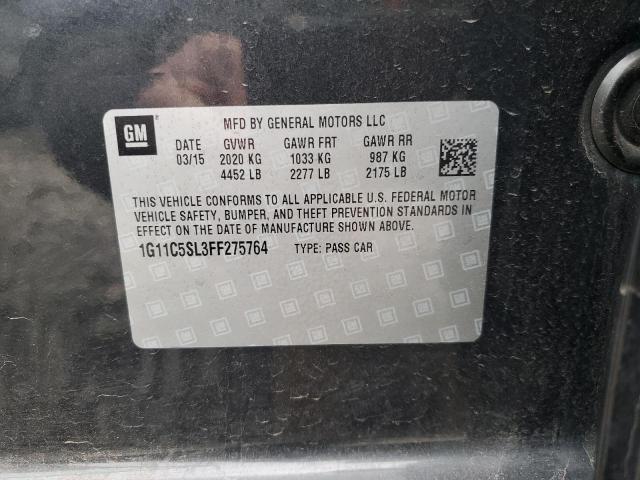 GM
MFD BY GENERAL MOTORS LLC
DATE GVWR GAWR FRT GAWR RR
03/15 2020 KG 1033 KG 987 KG
4452 LB 2277 LB 2175 LB
THIS VEHICLE CONFORMS TO ALL APPLICABLE U.S. FEDERAL MOTOR
VEHICLE SAFETY, BUMPER, AND THEFT PREVENTION STANDARDS IN
EFFECT ON THE DATE OF MANUFACTURE SHOWN ABOVE.
1G11C5SL3FF275764 TYPE: PASS CAR